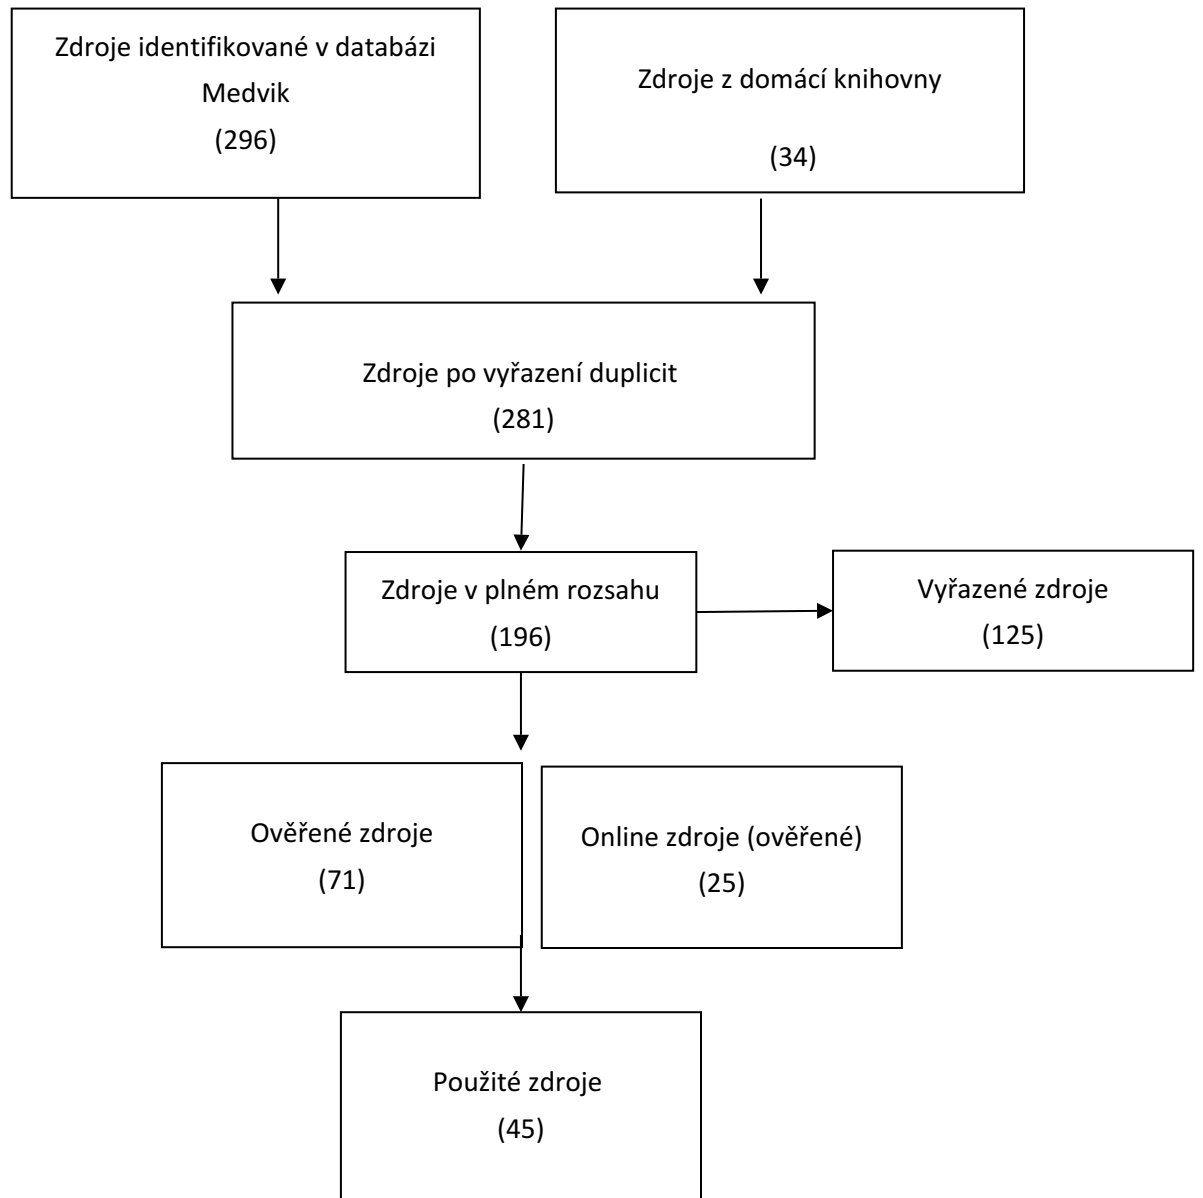 Zdroje identifikované v databázi
Medvik
(296)
Zdroje z domácí knihovny
(34)
Zdroje po vyřazení duplicit
(281)
Zdroje v plném rozsahu
(196)
Vyřazené zdroje
(125)
Ověřené zdroje
(71)
Online zdroje (ověřené)
(25)
Použité zdroje
(45)